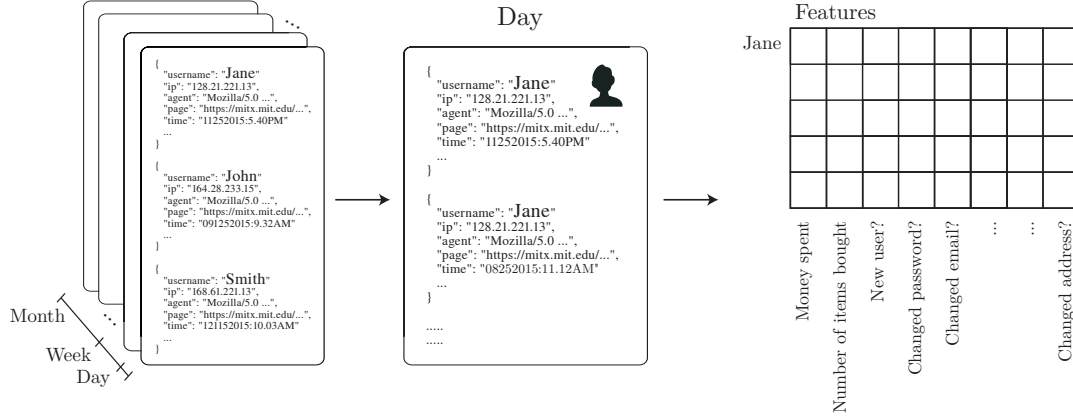 ...
{
"username": "Jane"
"ip": "128.21.221.13",
"agent": "Mozilla/5.0 ...",
"page": "https://mitx.mit.edu/...",
"time": "11252015:5.40PM"
...
}
{
"username": "John"
"ip": "164.28.233.15",
"agent": "Mozilla/5.0 ...",
"page": "https://mitx.mit.edu/...",
"time": "091252015:9.32AM"
...
}
{
"username": "Smith"
"ip": "168.61.221.13",
"agent": "Mozilla/5.0 ...",
"page": "https://mitx.mit.edu/...",
"time": "121152015:10.03AM"
...
}
Month
...
Week
Day
Day
{
"username": "Jane"
"ip": "128.21.221.13",
"agent": "Mozilla/5.0 ...",
"page": "https://mitx.mit.edu/...",
"time": "11252015:5.40PM"
...
}
{
"username": "Jane"
"ip": "128.21.221.13",
"agent": "Mozilla/5.0 ...",
"page": "https://mitx.mit.edu/...",
"time": "08252015:11.12AM"
...
}
.....
.....
Features
Jane
Money spent
Number of items bought
New user?
Changed password?
Changed email?
...
...
Changed address?